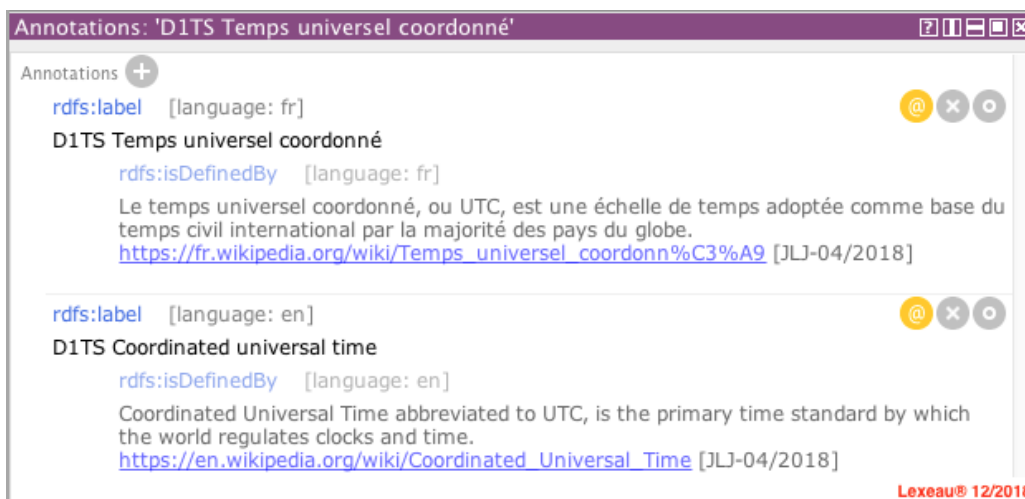 Annotations: 'D1TS Temps universel coordonné'
Annotations
rdfs:label [language: fr]
D1TS Temps universel coordonné
rdfs:isDefinedBy [language: fr]
Le temps universel coordonné, ou UTC, est une échelle de temps adoptée comme base du
temps civil international par la majorité des pays du globe.
https://fr.wikipedia.org/wiki/Temps_universel_coordonn%C3%A9 [JLJ-04/2018]
rdfs:label [language: en]
D1TS Coordinated universal time
rdfs:isDefinedBy [language: en]
Coordinated Universal Time abbreviated to UTC, is the primary time standard by which
the world regulates clocks and time.
https://en.wikipedia.org/wiki/Coordinated_Universal_Time [JLJ-04/2018]
Lexeau® 12/2018